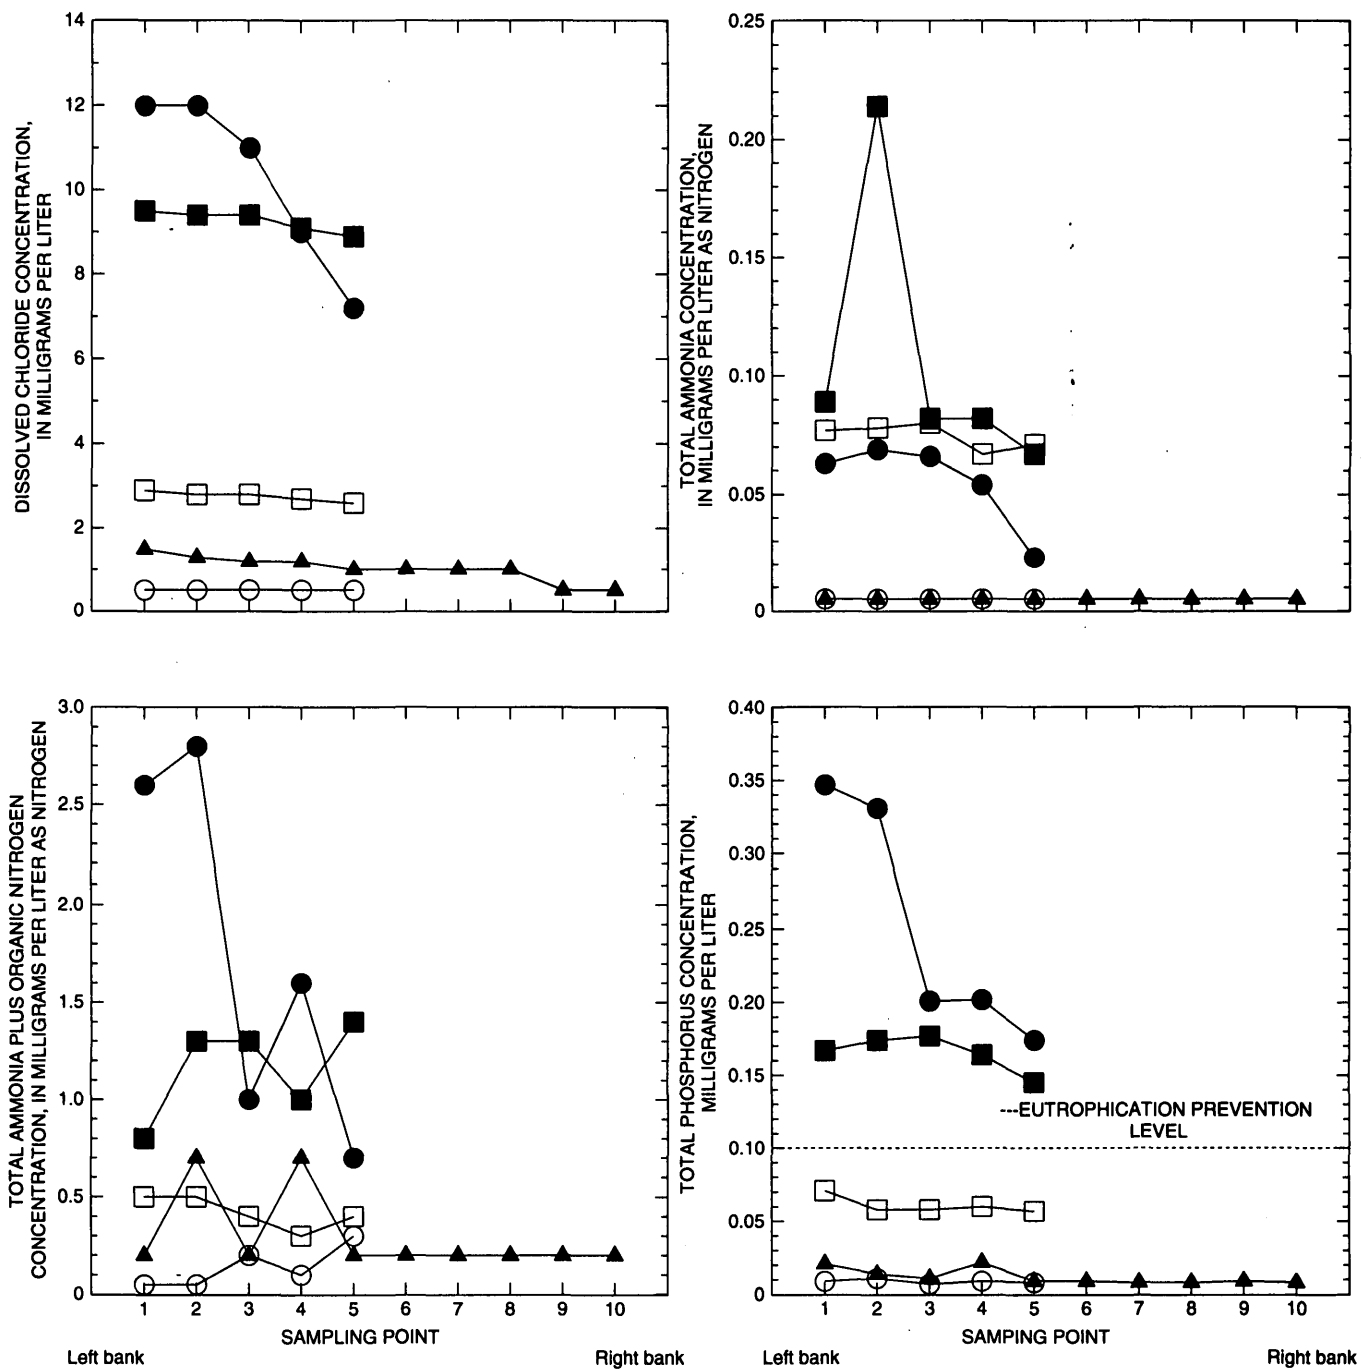 DISSOLVED CHLORIDE CONCENTRATION,
IN MILLIGRAMS PER LITER
14
12
10
8
6
4
2
0
TOTAL AMMONIA CONCENTRATION,
IN MILLIGRAMS PER LITER AS NITROGEN
0.25
0.20
0.15
0.10
0.05
0
TOTAL AMMONIA PLUS ORGANIC NITROGEN
CONCENTRATION, IN MILLIGRAMS PER LITER AS NITROGEN
3.0
2.5
2.0
1.5
1.0
0.5
0
1 2 3 4 5 6 7 8 9 10
SAMPLING POINT
Left bank Right bank
TOTAL PHOSPHORUS CONCENTRATION,
MILLIGRAMS PER LITER
0.40
0.35
0.30
0.25
0.20
0.15
0.10
0.05
0
---EUTROPHICATION PREVENTION
LEVEL
1 2 3 4 5 6 7 8 9 10
SAMPING POINT
Left bank Right bank